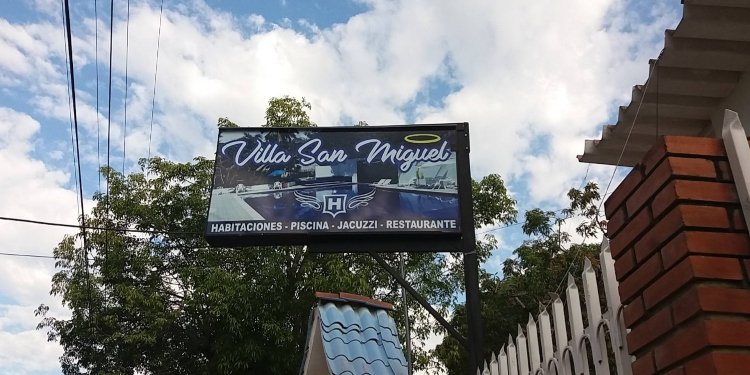 Villa San Miguel
H
HABITACIONES - PISCINA - JACUZZI - RESTAURANTE